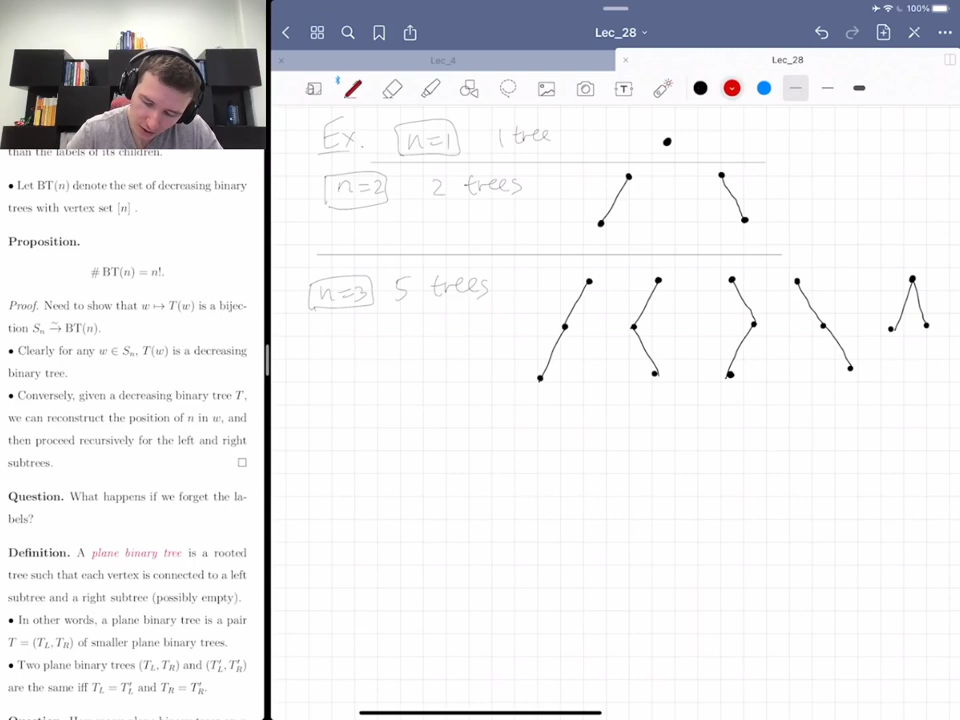 100%
Lec_28
Lec_4
Lec_28
than the labels of its children.
• Let BT(n) denote the set of decreasing binary
trees with vertex set [n] .
Proposition.
# BT(n) = n!.
Proof. Need to show that w ↦ T(w) is a bijec-
tion Sₙ →̃ BT(n).
• Clearly for any w ∈ Sₙ, T(w) is a decreasing
binary tree.
• Conversely, given a decreasing binary tree T,
we can reconstruct the position of n in w, and
then proceed recursively for the left and right
subtrees. □
Question. What happens if we forget the la-
bels?
Definition. A plane binary tree is a rooted
tree such that each vertex is connected to a left
subtree and a right subtree (possibly empty).
• In other words, a plane binary tree is a pair
T = (T_L, T_R) of smaller plane binary trees.
• Two plane binary trees (T_L, T_R) and (T′_L, T′_R)
are the same iff T_L = T′_L and T_R = T′_R.
Ex. n=1 1 tree
n=2 2 trees
n=3 5 trees